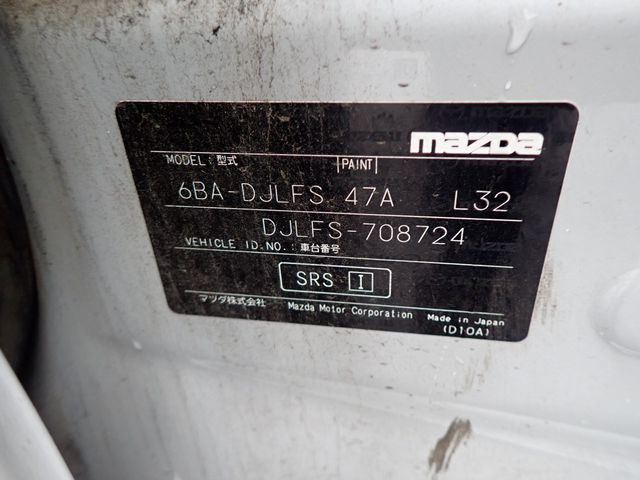 mazda
MODEL:型式 PAINT
6BA-DJLFS 47A L32
DJLFS-708724
VEHICLE ID.NO.:車台番号
SRS I
マツダ株式会社 Mazda Motor Corporation Made in Japan
(D10A)